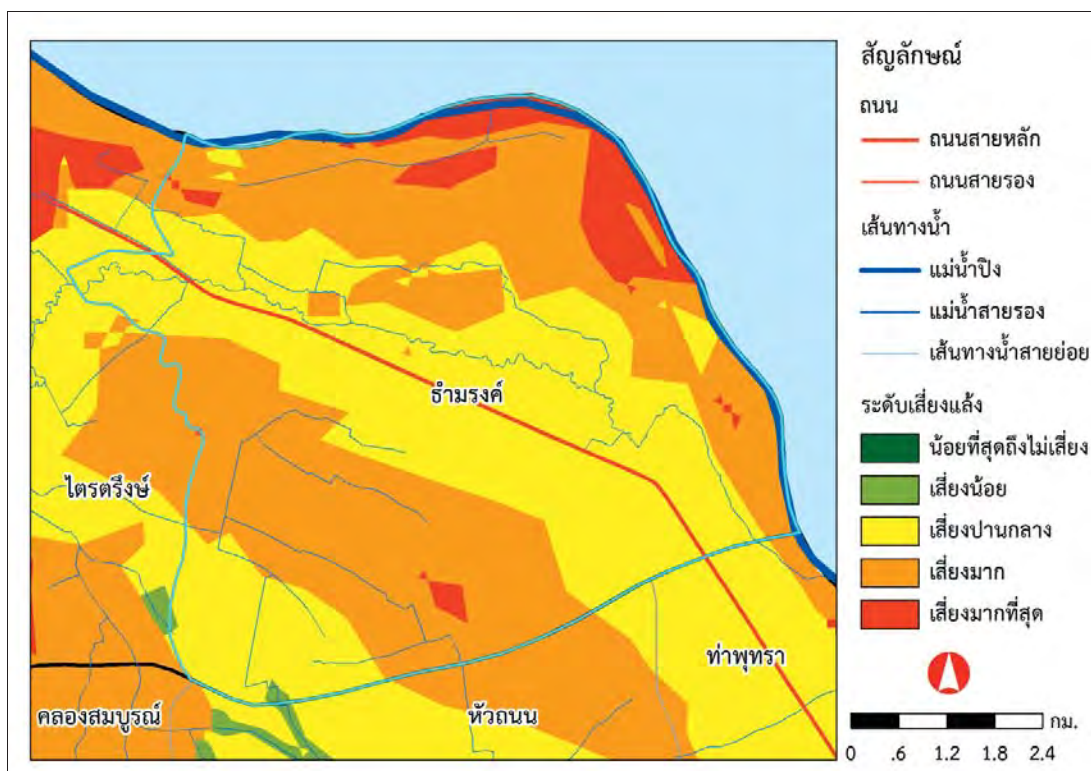 สัญลักษณ์
ถนน
ถนนสายหลัก
ถนนสายรอง
เส้นทางน้ำ
แม่น้ำปิง
แม่น้ำสายรอง
เส้นทางน้ำสายย่อย
ระดับเสี่ยงแล้ง
น้อยที่สุดถึงไม่เสี่ยง
เสี่ยงน้อย
เสี่ยงปานกลาง
เสี่ยงมาก
เสี่ยงมากที่สุด
กม.
0 .6 1.2 1.8 2.4
ธำมรงค์
ไตรตรึงษ์
ท่าพุทรา
คลองสมบูรณ์
หัวถนน